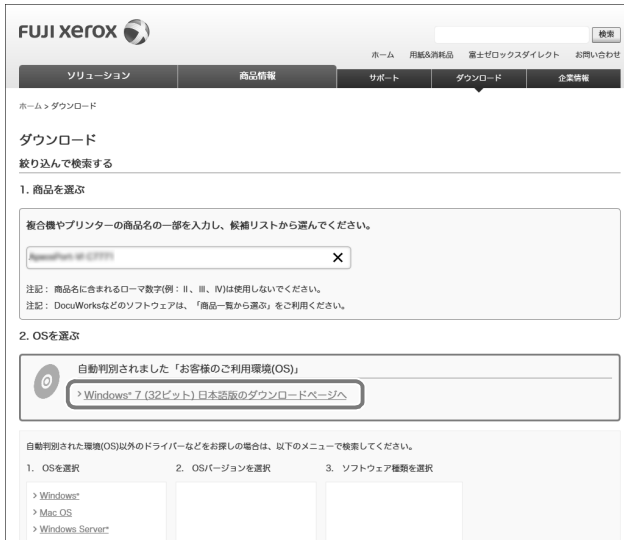 FUJI xerox
検索
ホーム 用紙&消耗品 富士ゼロックスダイレクト お問い合わせ
ソリューション 商品情報 サポート ダウンロード 企業情報
ホーム > ダウンロード
ダウンロード
絞り込んで検索する
1. 商品を選ぶ
複合機やプリンターの商品名の一部を入力し、候補リストから選んでください。
注記： 商品名に含まれるローマ数字(例：Ⅱ、Ⅲ、Ⅳ)は使用しないでください。
注記： DocuWorksなどのソフトウェアは、「商品一覧から選ぶ」をご利用ください。
2. OSを選ぶ
自動判別されました「お客様のご利用環境(OS)」
> Windows® 7 (32ビット) 日本語版のダウンロードページへ
自動判別された環境(OS)以外のドライバーなどをお探しの場合は、以下のメニューで検索してください。
1. OSを選択 2. OSバージョンを選択 3. ソフトウェア種類を選択
> Windows®
> Mac OS
> Windows Server®